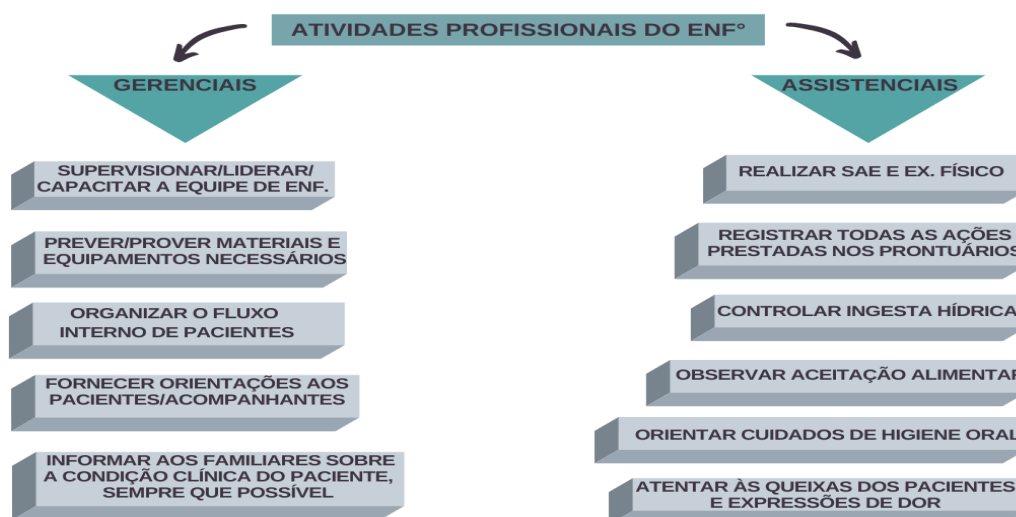 ATIVIDADES PROFISSIONAIS DO ENF°
GERENCIAIS
SUPERVISIONAR/LIDERAR/
CAPACITAR A EQUIPE DE ENF.
PREVER/PROVER MATERIAIS E
EQUIPAMENTOS NECESSÁRIOS
ORGANIZAR O FLUXO
INTERNO DE PACIENTES
FORNECER ORIENTAÇÕES AOS
PACIENTES/ACOMPANHANTES
INFORMAR AOS FAMILIARES SOBRE
A CONDIÇÃO CLÍNICA DO PACIENTE,
SEMPRE QUE POSSÍVEL
ASSISTENCIAIS
REALIZAR SAE E EX. FÍSICO
REGISTRAR TODAS AS AÇÕES
PRESTADAS NOS PRONTUÁRIOS
CONTROLAR INGESTA HÍDRICA
OBSERVAR ACEITAÇÃO ALIMENTAR
ORIENTAR CUIDADOS DE HIGIENE ORAL
ATENTAR ÀS QUEIXAS DOS PACIENTES
E EXPRESSÕES DE DOR